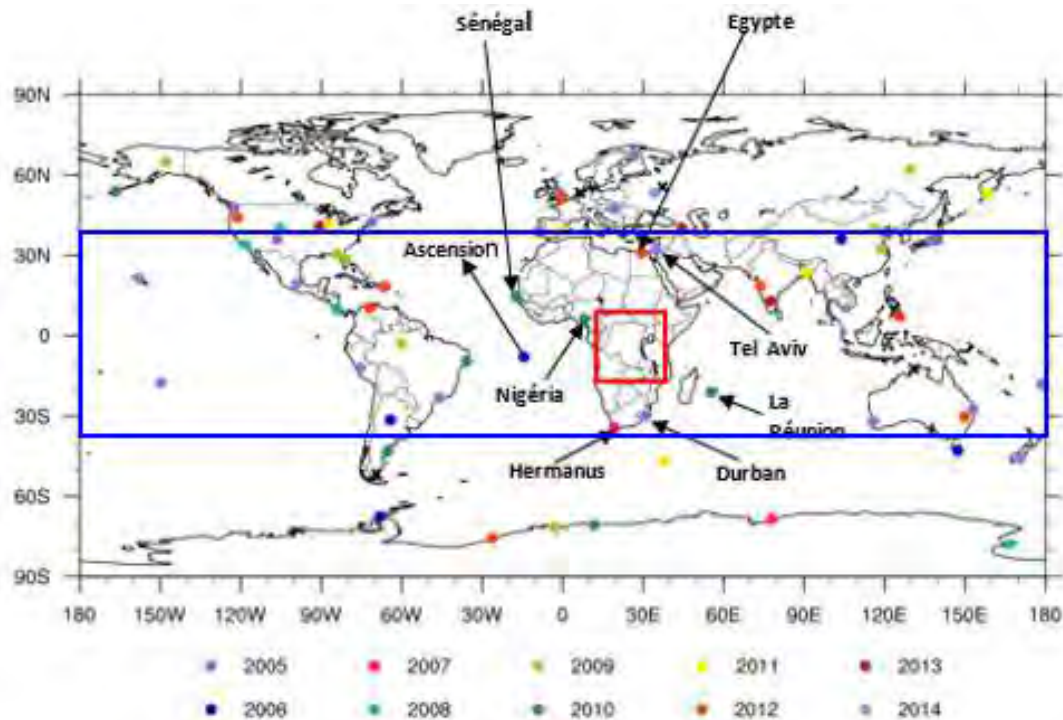 Sénégal
Egypte
90N
60N
30N
0
30S
60S
90S
Ascension
Tel Aviv
Nigéria
La
Réunion
Hermanus
Durban
180 150W 120W 90W 60W 30W 0 30E 60E 90E 120E 150E 180
2005 2007 2009 2011 2013
2006 2008 2010 2012 2014